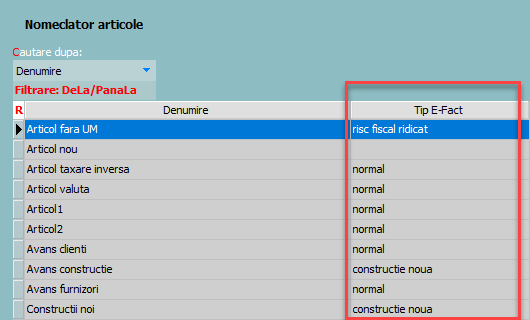 Nomeclator articole
Cautare dupa:
Denumire
Filtrare: DeLa/PanaLa
R Denumire Tip E-Fact
Articol fara UM risc fiscal ridicat
Articol nou
Articol taxare inversa normal
Articol valuta normal
Articol1 normal
Articol2 normal
Avans clienti normal
Avans constructie constructie noua
Avans furnizori normal
Constructii noi constructie noua